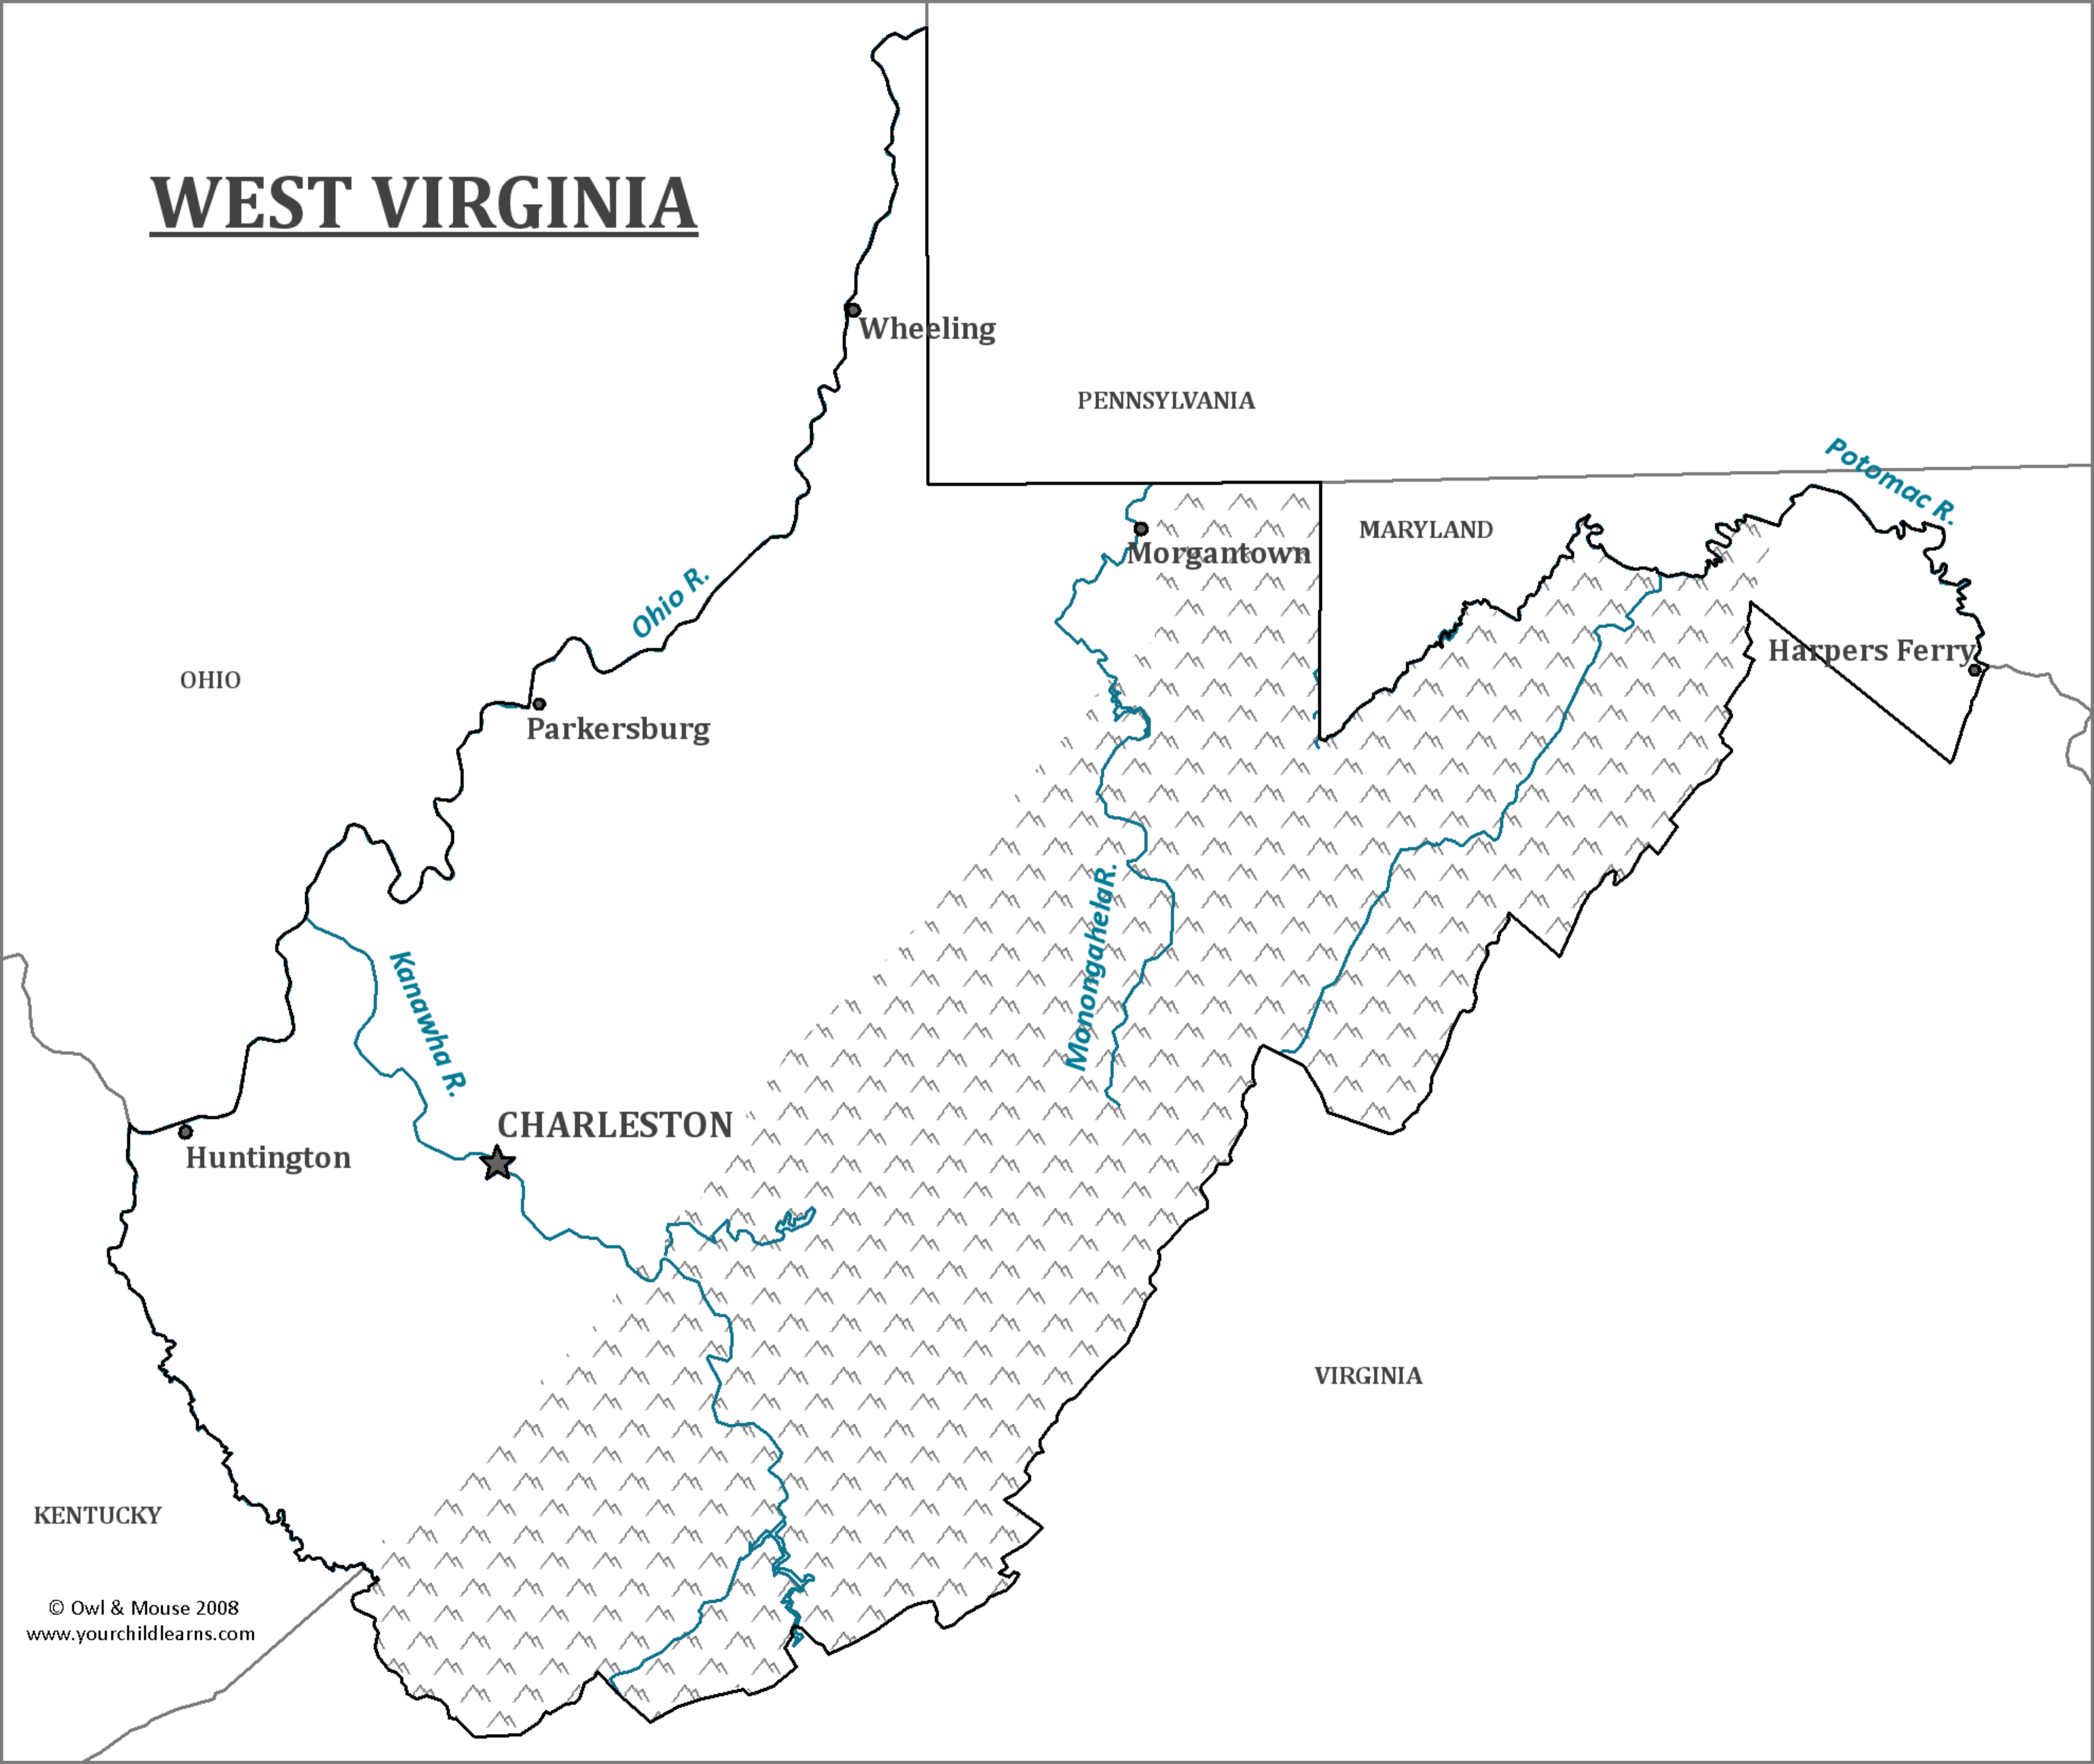 WEST VIRGINIA
Wheeling
PENNSYLVANIA
Potomac R.
MARYLAND
Morgantown
Ohio R.
Harpers Ferry
OHIO
Parkersburg
MonongahelaR.
Kanawha R.
CHARLESTON
Huntington
VIRGINIA
KENTUCKY
© Owl & Mouse 2008
www.yourchildlearns.com